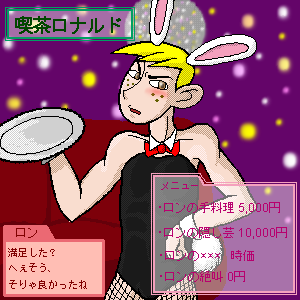 喫茶ロナルド
メニュー
・ロンの手料理 5,000円
・ロンの隠し芸 10,000円
・ロンの××× 時価
・ロンの絶叫 0円
ロン
満足した?
へぇそう、
そりゃ良かったね